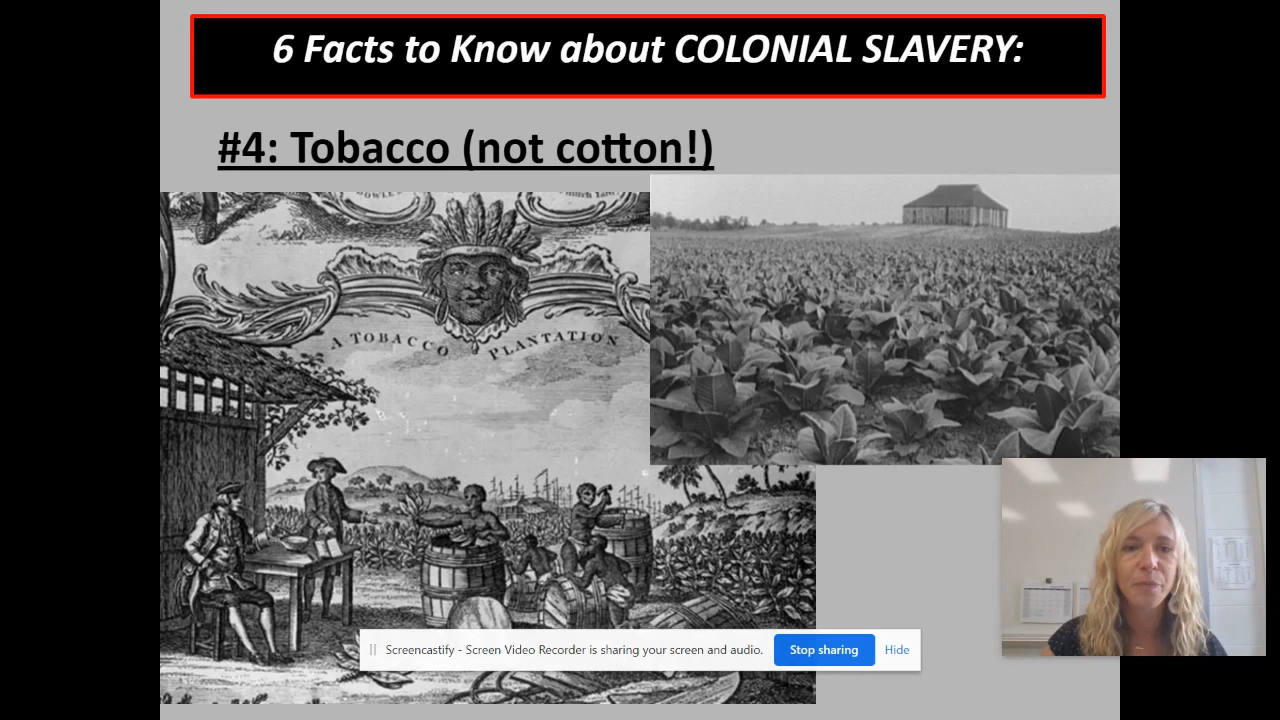 6 Facts to Know about COLONIAL SLAVERY:
#4: Tobacco (not cotton!)
A TOBACCO PLANTATION
Screencastify - Screen Video Recorder is sharing your screen and audio.
Stop sharing
Hide